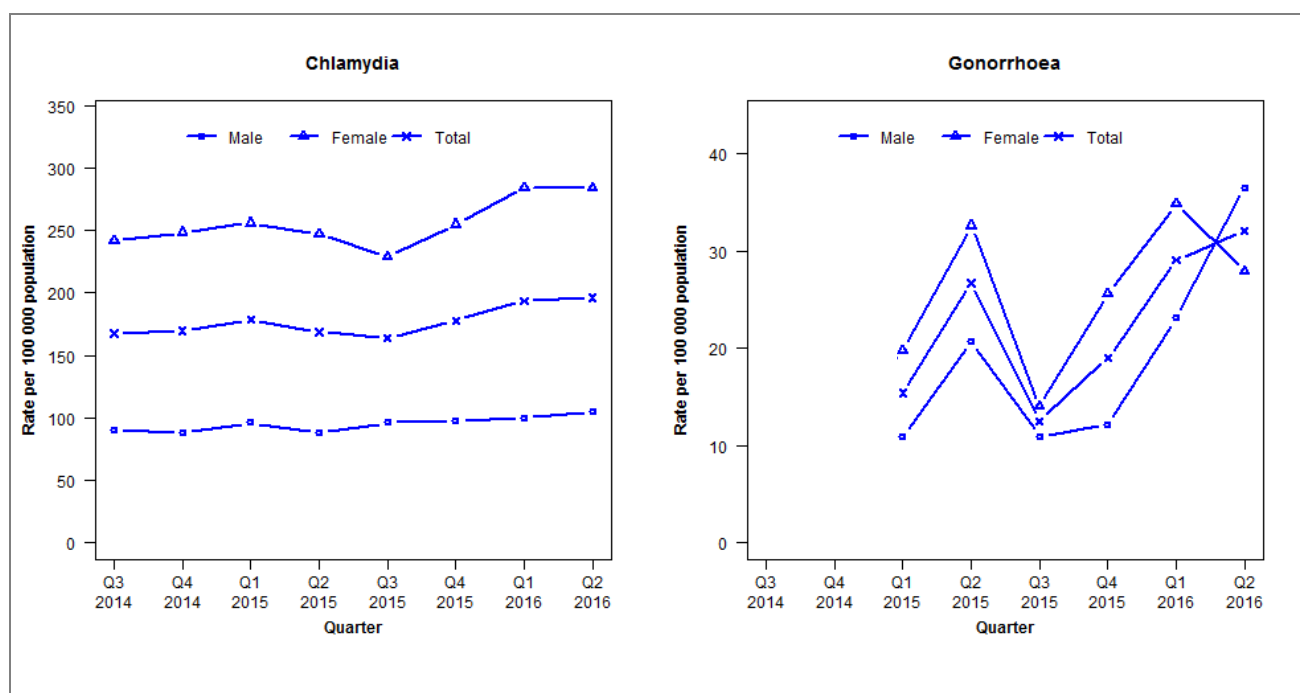 Chlamydia
Male Female Total
Rate per 100 000 population
350
300
250
200
150
100
50
0
Q3 Q4 Q1 Q2 Q3 Q4 Q1 Q2
2014 2014 2015 2015 2015 2015 2016 2016
Quarter
Gonorrhoea
Male Female Total
Rate per 100 000 population
40
30
20
10
0
Q3 Q4 Q1 Q2 Q3 Q4 Q1 Q2
2014 2014 2015 2015 2015 2015 2016 2016
Quarter